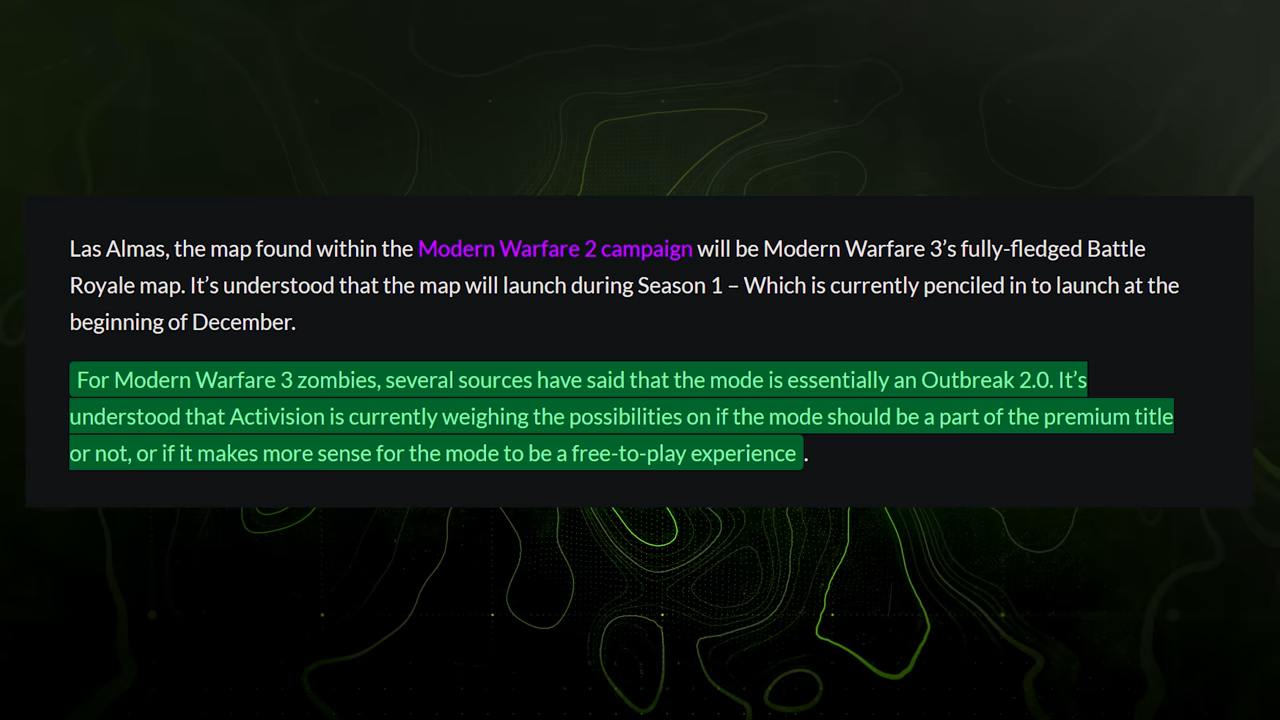 Las Almas, the map found within the Modern Warfare 2 campaign will be Modern Warfare 3’s fully-fledged Battle
Royale map. It’s understood that the map will launch during Season 1 – Which is currently penciled in to launch at the
beginning of December.
For Modern Warfare 3 zombies, several sources have said that the mode is essentially an Outbreak 2.0. It’s
understood that Activision is currently weighing the possibilities on if the mode should be a part of the premium title
or not, or if it makes more sense for the mode to be a free-to-play experience .